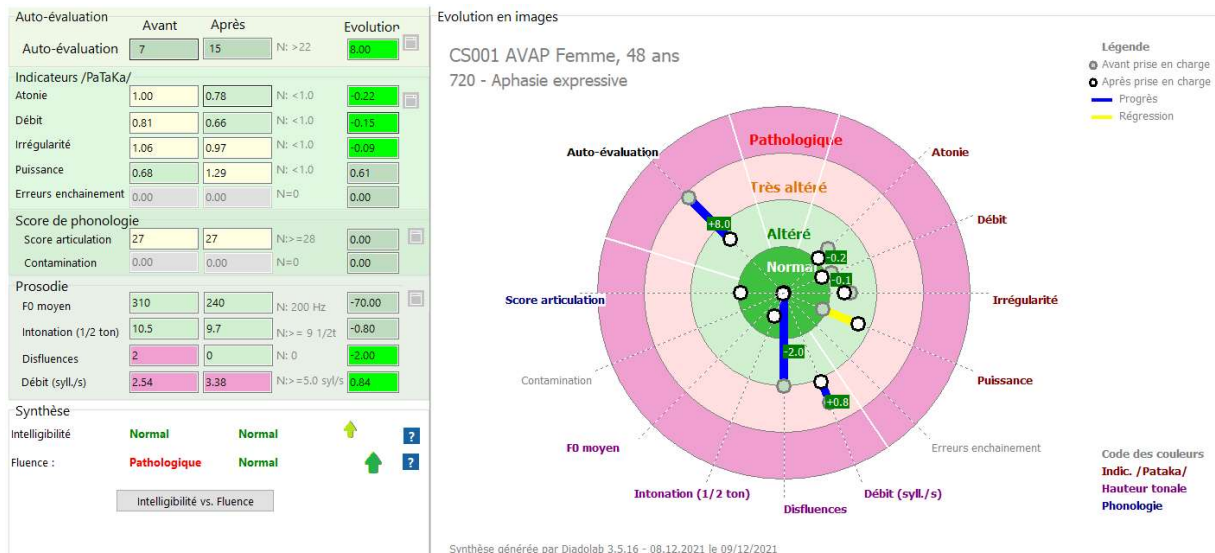 Auto-évaluation
Avant Après Evolution
Auto-évaluation 7 15 N: >22 8.00
Indicateurs /PaTaKa/
Atonie 1.00 0.78 N: <1.0 -0.22
Débit 0.81 0.66 N: <1.0 -0.15
Irrégularité 1.06 0.97 N: <1.0 -0.09
Puissance 0.68 1.29 N: <1.0 0.61
Erreurs enchainement 0.00 0.00 N=0 0.00
Score de phonologie
Score articulation 27 27 N:>=28 0.00
Contamination 0.00 0.00 N=0 0.00
Prosodie
F0 moyen 310 240 N: 200 Hz -70.00
Intonation (1/2 ton) 10.5 9.7 N:>= 9 1/2t -0.80
Disfluences 2 0 N: 0 -2.00
Débit (syll./s) 2.54 3.38 N:>=5.0 syl/s 0.84
Synthèse
Intelligibilité Normal Normal ?
Fluence : Pathologique Normal ?
Intelligibilité vs. Fluence
Evolution en images
CS001 AVAP Femme, 48 ans
720 - Aphasie expressive
Légende
Avant prise en charge
Après prise en charge
Progrès
Régression
Pathologique
Auto-évaluation
Atonie
Très altéré
Débit
+8.0
Altéré
-0.2
Normal
-0.1
Score articulation
Irrégularité
-2.0
Contamination
Puissance
+0.8
F0 moyen
Erreurs enchainement
Intonation (1/2 ton)
Débit (syll./s)
Disfluences
Code des couleurs
Indic. /Pataka/
Hauteur tonale
Phonologie
Synthèse générée par Diadolab 3.5.16 - 08.12.2021 le 09/12/2021